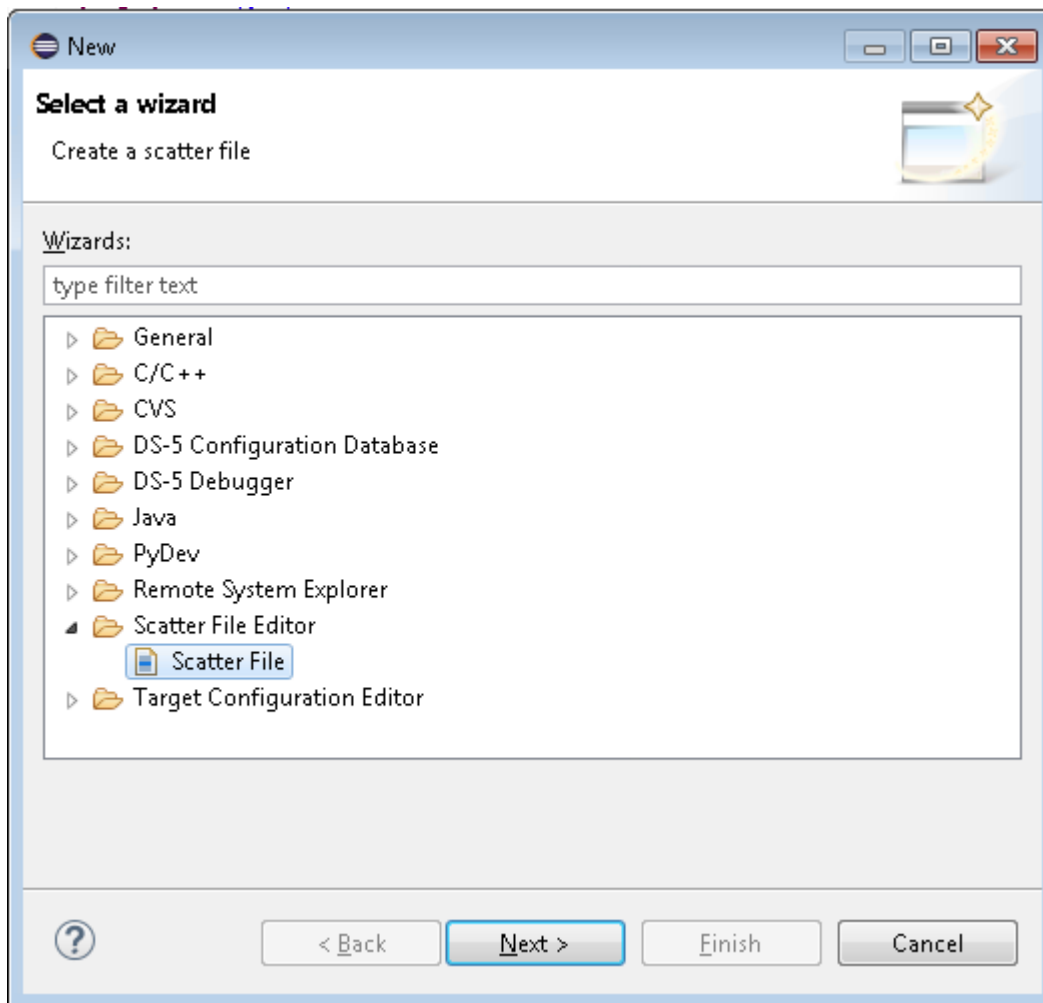 New
Select a wizard
Create a scatter file
Wizards:
type filter text
General
C/C++
CVS
DS-5 Configuration Database
DS-5 Debugger
Java
PyDev
Remote System Explorer
Scatter File Editor
Scatter File
Target Configuration Editor
? < Back Next > Finish Cancel